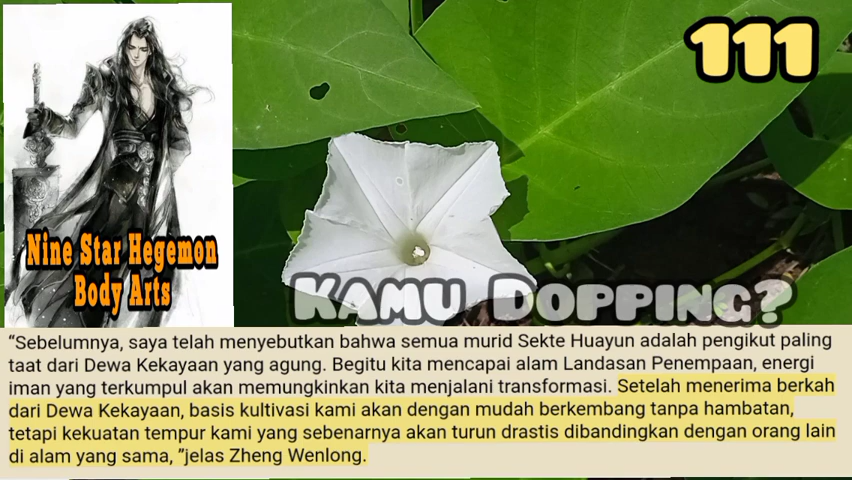 111
Nine Star Hegemon
Body Arts
Kamu Dopping?
“Sebelumnya, saya telah menyebutkan bahwa semua murid Sekte Huayun adalah pengikut paling
taat dari Dewa Kekayaan yang agung. Begitu kita mencapai alam Landasan Penempaan, energi
iman yang terkumpul akan memungkinkan kita menjalani transformasi. Setelah menerima berkah
dari Dewa Kekayaan, basis kultivasi kami akan dengan mudah berkembang tanpa hambatan,
tetapi kekuatan tempur kami yang sebenarnya akan turun drastis dibandingkan dengan orang lain
di alam yang sama, ”jelas Zheng Wenlong.